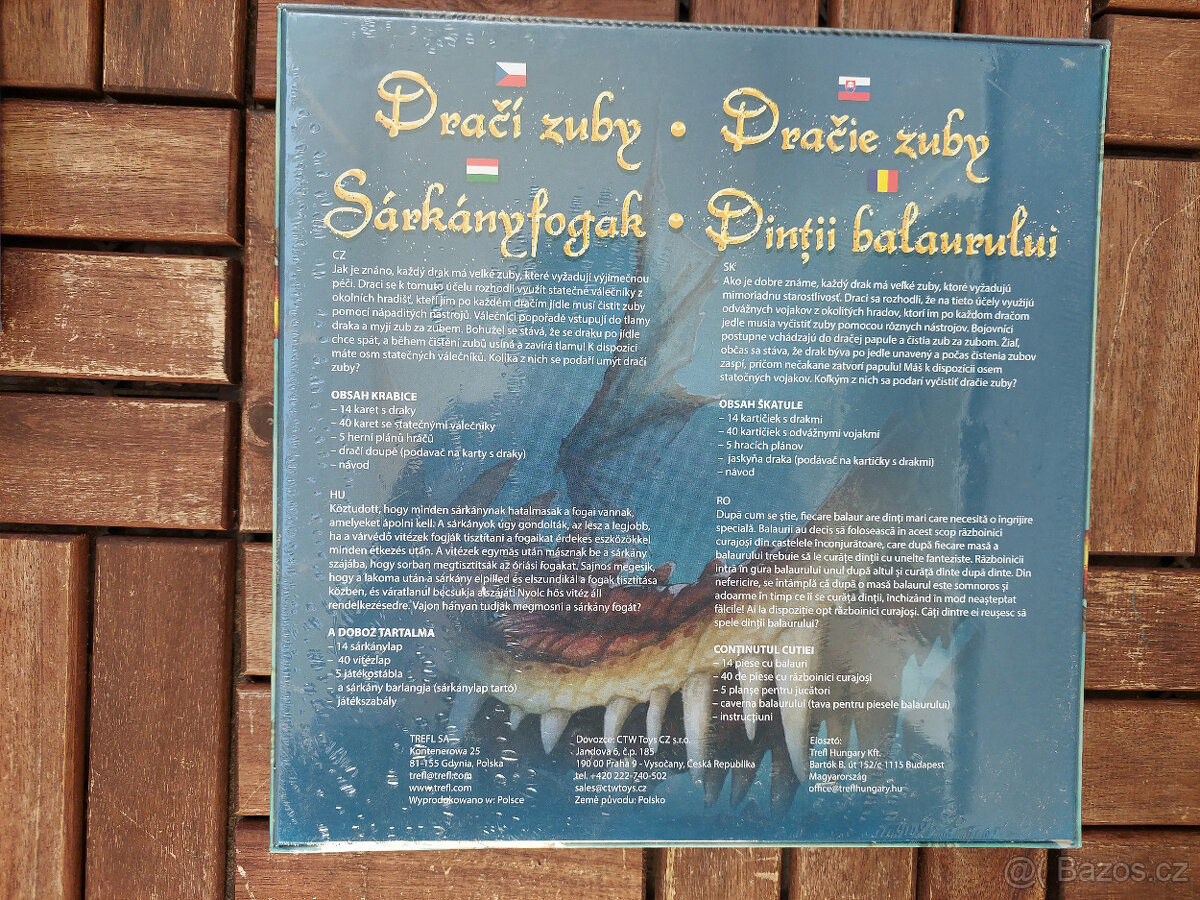 Dračí zuby • Dračie zuby
Sárkányfogak • Dinții balaurului
CZ
Jak je známo, každý drak má velké zuby, které vyžadují výjimečnou
péči. Draci se k tomuto účelu rozhodli využít statečné válečníky z
okolních hradišť, kteří jim po každém dračím jídle musí čistit zuby
pomocí nápaditých nástrojů. Válečníci popořadě vstupují do tlamy
draka a myjí zub za zubem. Bohužel se stává, že se draku po jídle
chce spát, a během čištění zubů usíná a zavírá tlamu! K dispozici
máte osm statečných válečníků. Kolika z nich se podaří umýt dračí
zuby?
OBSAH KRABICE
– 14 karet s draky
– 40 karet se statečnými válečníky
– 5 herní plánů hráčů
– dračí doupě (podavač na karty s draky)
– návod
SK
Ako je dobre známe, každý drak má veľké zuby, ktoré vyžadujú
mimoriadnu starostlivosť. Draci sa rozhodli, že na tieto účely využijú
odvážnych vojakov z okolitých hradov, ktorí im po každom dračom
jedle musia vyčistiť zuby pomocou rôznych nástrojov. Bojovníci
postupne vchádzajú do dračej papule a čistia zub za zubom. Žiaľ,
občas sa stáva, že drak býva po jedle unavený a počas čistenia zubov
zaspí, pričom nečakane zatvorí papuľu! Máš k dispozícii osem
statočných vojakov. Koľkým z nich sa podarí vyčistiť dračie zuby?
OBSAH ŠKATULE
– 14 kartičiek s drakmi
– 40 kartičiek s odvážnymi vojakmi
– 5 hracích plánov
– jaskyňa draka (podávač na kartičky s drakmi)
– návod
HU
Köztudott, hogy minden sárkánynak hatalmasak a fogai vannak,
amelyeket ápolni kell. A sárkányok úgy gondolták, az lesz a legjobb,
ha a várvédő vitézek fogják tisztítani a fogaikat érdekes eszközökkel
minden étkezés után. A vitézek egymás után másznak be a sárkány
szájába, hogy sorban megtisztítsák az óriási fogakat. Sajnos megesik,
hogy a lakoma után a sárkány elpilled és elszundikál a fogak tisztítása
közben, és váratlanul becsukja a száját! Nyolc hős vitéz áll
rendelkezésedre. Vajon hányan tudják megmosni a sárkány fogát?
A DOBOZ TARTALMA
– 14 sárkánylap
– 40 vitézlap
– 5 játékostábla
– a sárkány barlangja (sárkánylap tartó)
– játékszabály
RO
După cum se știe, fiecare balaur are dinți mari care necesită o îngrijire
specială. Balaurii au decis să folosească în acest scop războinici
curajoși din castelele înconjurătoare, care după fiecare masă a
balaurului trebuie să le curățe dinții cu unelte fanteziste. Războinicii
intră în gura balaurului unul după altul și curăță dinte după dinte. Din
nefericire, se întâmplă că după o masă balaurul este somnoros și
adoarme în timp ce îi se curăță dinții, închizând în mod neașteptat
fălcile! Ai la dispoziție opt războinici curajoși. Câți dintre ei reușesc să
spele dinții balaurului?
CONȚINUTUL CUTIEI
– 14 piese cu balauri
– 40 de piese cu războinici curajoși
– 5 planșe pentru jucători
– caverna balaurului (tava pentru piesele balaurului)
– instrucțiuni
TREFL SA
Kontenerowa 25
81-155 Gdynia, Polska
trefl@trefl.com
www.trefl.com
Wyprodukowano w: Polsce
Dovozce: CTW Toys CZ s.r.o.
Jandova 6, č.p. 185
190 00 Praha 9 - Vysočany, Česká Republika
tel. +420 222-740-502
sales@ctwtoys.cz
Země původu: Polsko
Elosztó:
Trefl Hungary Kft.
Bartók B. út 152/c 1115 Budapest
Magyarország
office@treflhungary.hu
@ Bazos.cz